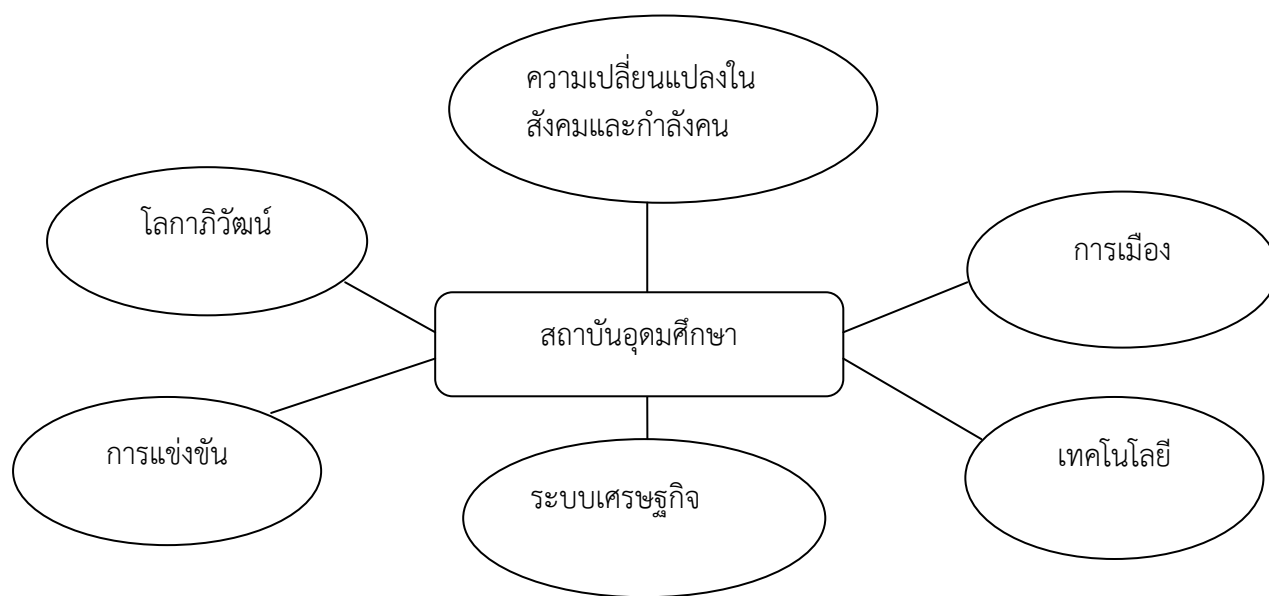 ความเปลี่ยนแปลงใน
สังคมและกำลังคน
โลกาภิวัฒน์
การเมือง
สถาบันอุดมศึกษา
การแข่งขัน
เทคโนโลยี
ระบบเศรษฐกิจ